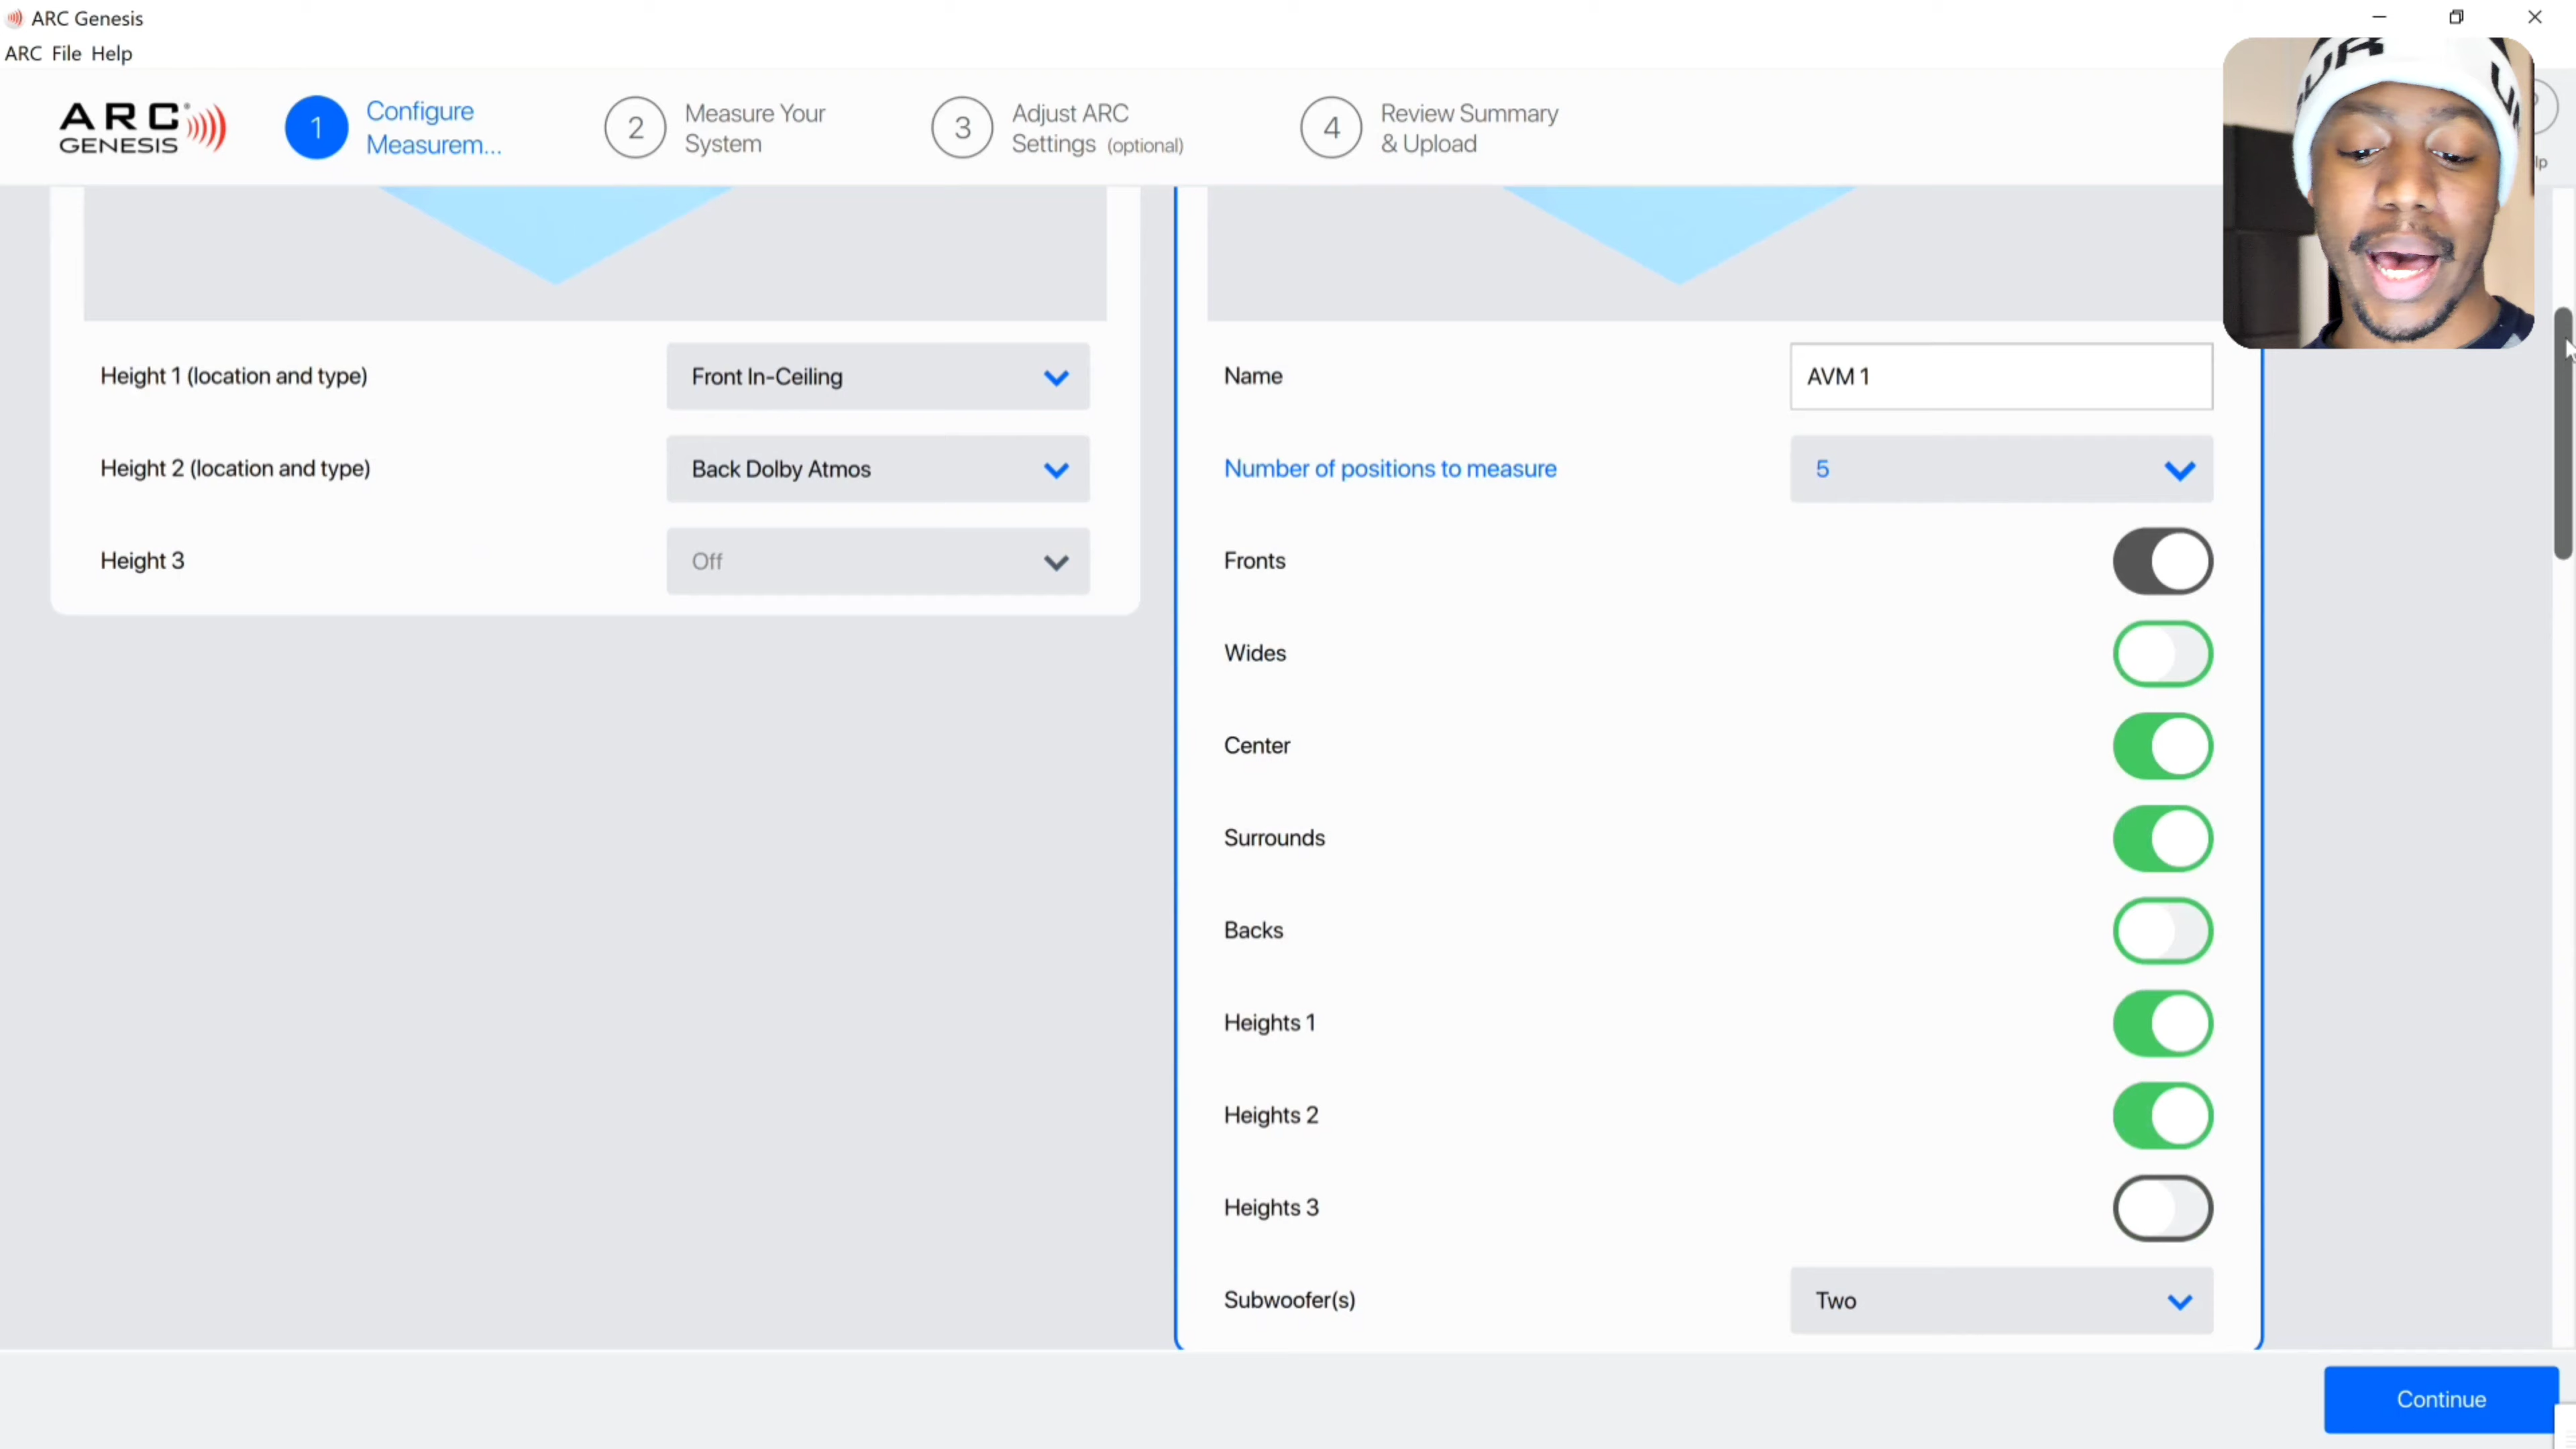 ARC Genesis
ARC File Help
ARC
GENESIS
1
Configure
Measurem...
2
Measure Your
System
3
Adjust ARC
Settings (optional)
4
Review Summary
& Upload
lp
Height 1 (location and type)
Front In-Ceiling
Height 2 (location and type)
Back Dolby Atmos
Height 3
Off
Name
AVM 1
Number of positions to measure
5
Fronts
Wides
Center
Surrounds
Backs
Heights 1
Heights 2
Heights 3
Subwoofer(s)
Two
Continue